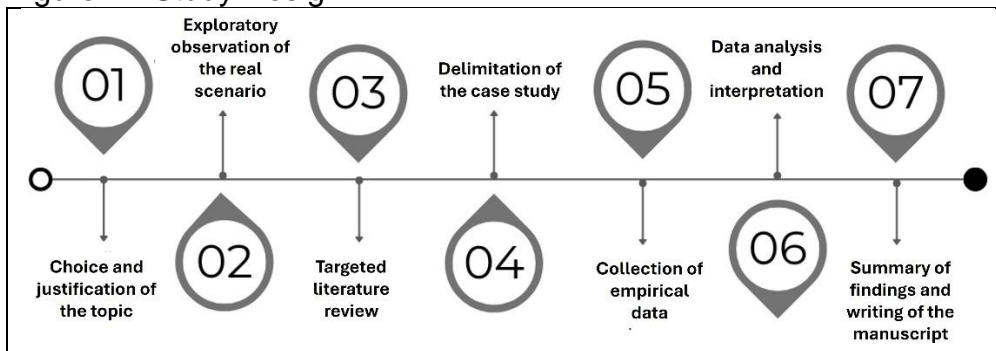 01
Choice and
justification of
the topic
Exploratory
observation of
the real
scenario
02
03
Targeted
literature
review
Delimitation of
the case study
04
05
Collection of
empirical
data
Data analysis
and
interpretation
06
07
Summary of
findings and
writing of the
manuscript